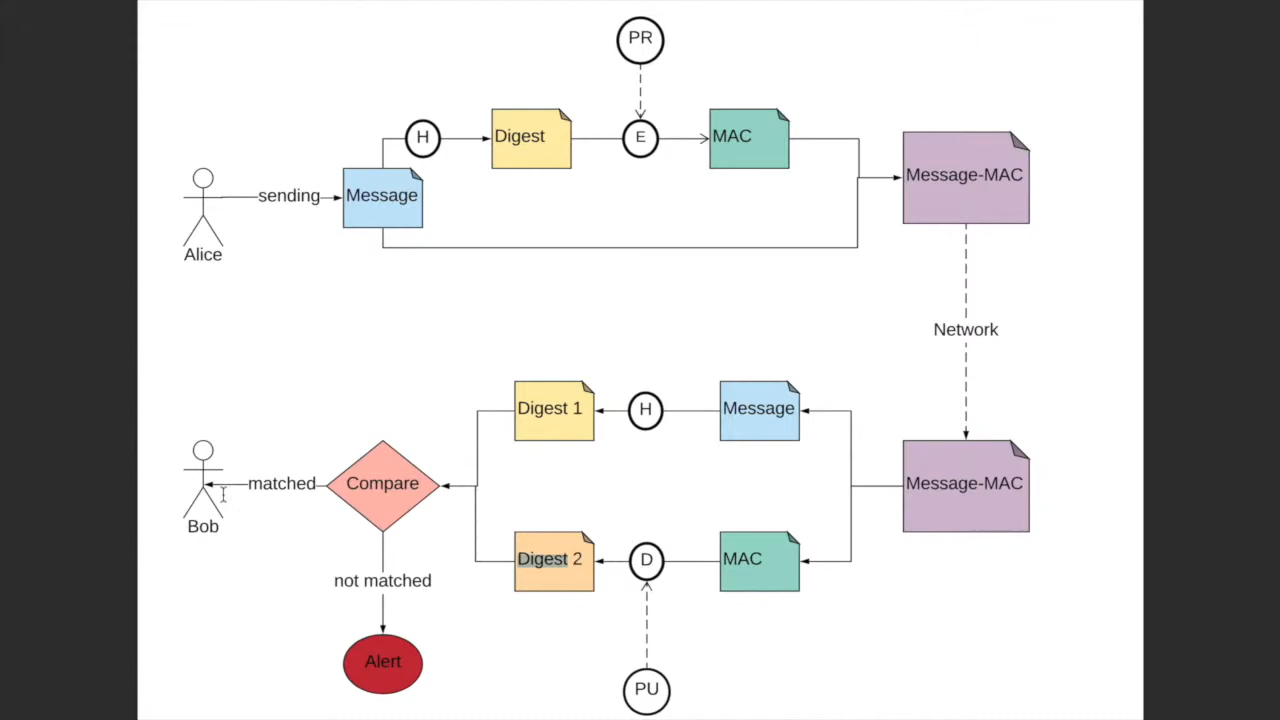 PR
H
Digest
E
MAC
Message-MAC
sending
Message
Alice
Network
Digest 1
H
Message
matched
Compare
Message-MAC
Bob
Digest 2
D
MAC
not matched
Alert
PU